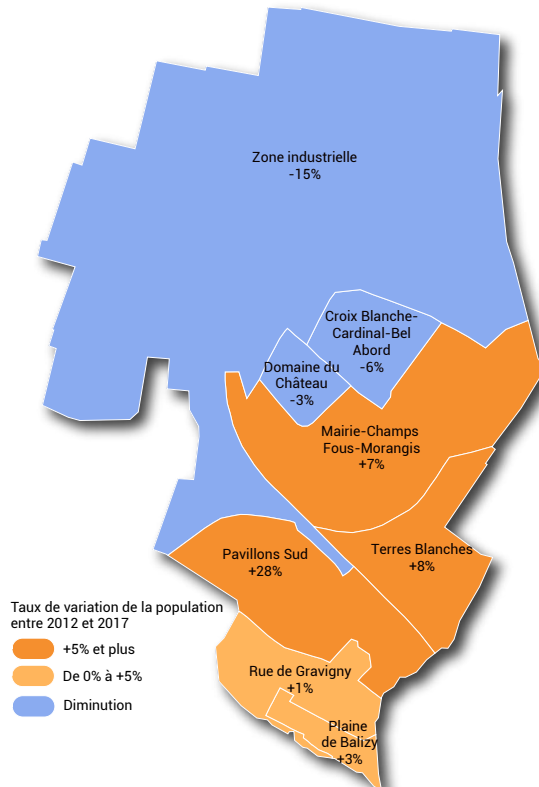 Zone industrielle
-15%
Croix Blanche-
Cardinal-Bel
Abord
-6%
Domaine du
Château
-3%
Mairie-Champs
Fous-Morangis
+7%
Terres Blanches
+8%
Pavillons Sud
+28%
Taux de variation de la population
entre 2012 et 2017
+5% et plus
De 0% à +5%
Diminution
Rue de Gravigny
+1%
Plaine
de Balizy
+3%